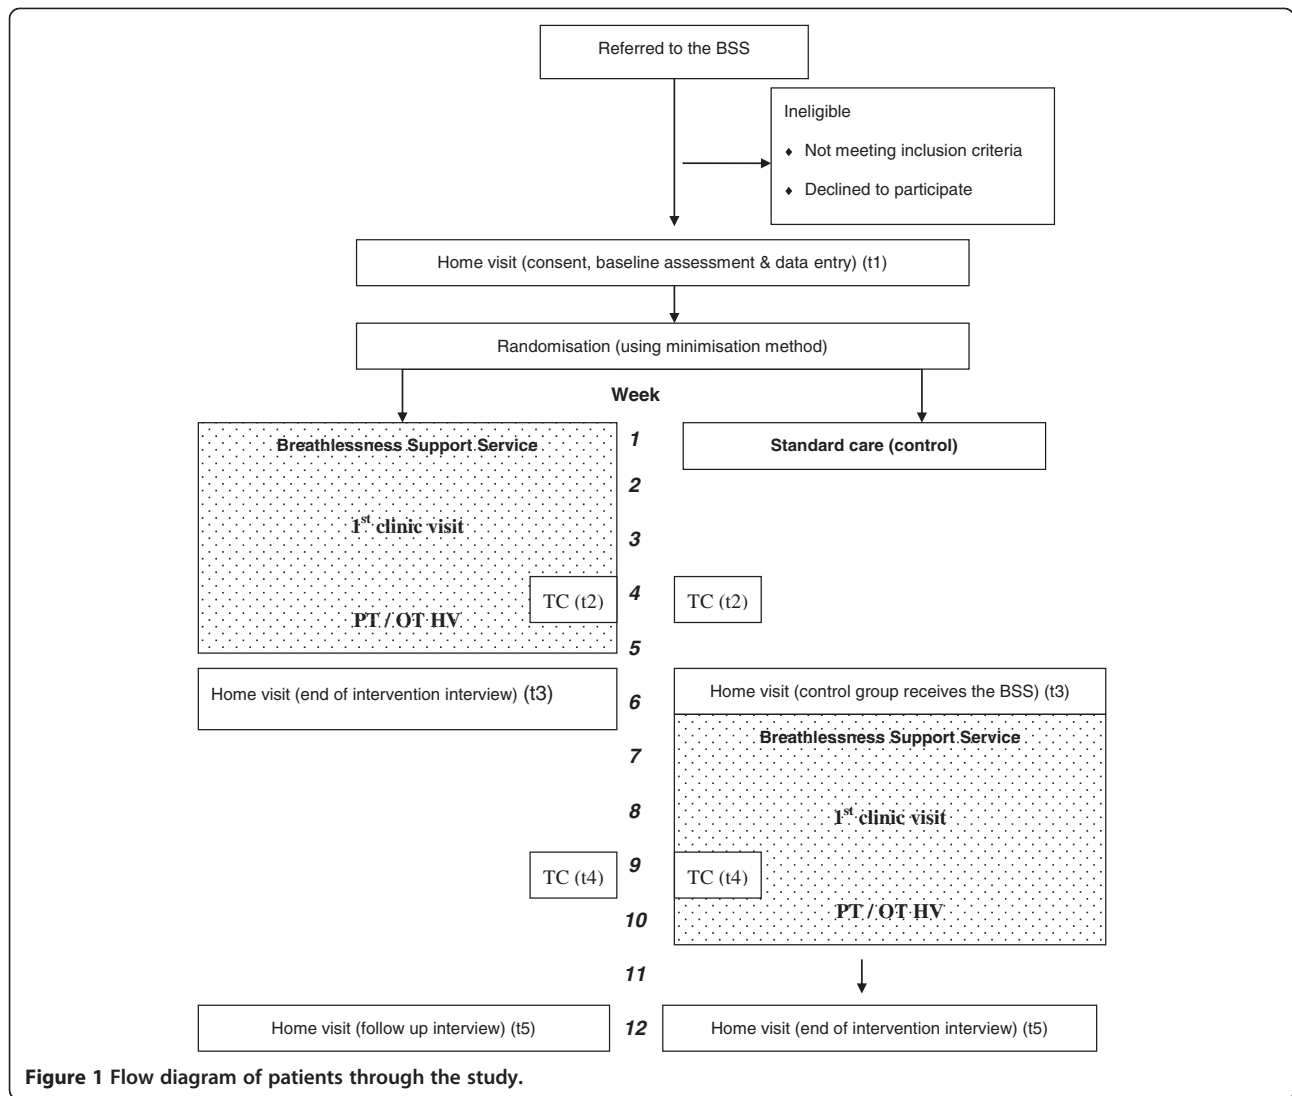 Referred to the BSS
Ineligible
♦ Not meeting inclusion criteria
♦ Declined to participate
Home visit (consent, baseline assessment & data entry) (t1)
Randomisation (using minimisation method)
Week
Breathlessness Support Service
1
Standard care (control)
2
1st clinic visit
3
TC (t2)
4
TC (t2)
PT / OT HV
5
Home visit (end of intervention interview) (t3)
6
Home visit (control group receives the BSS) (t3)
Breathlessness Support Service
7
8
1st clinic visit
TC (t4)
9
TC (t4)
10
PT / OT HV
11
Home visit (follow up interview) (t5)
12
Home visit (end of intervention interview) (t5)
Figure 1 Flow diagram of patients through the study.